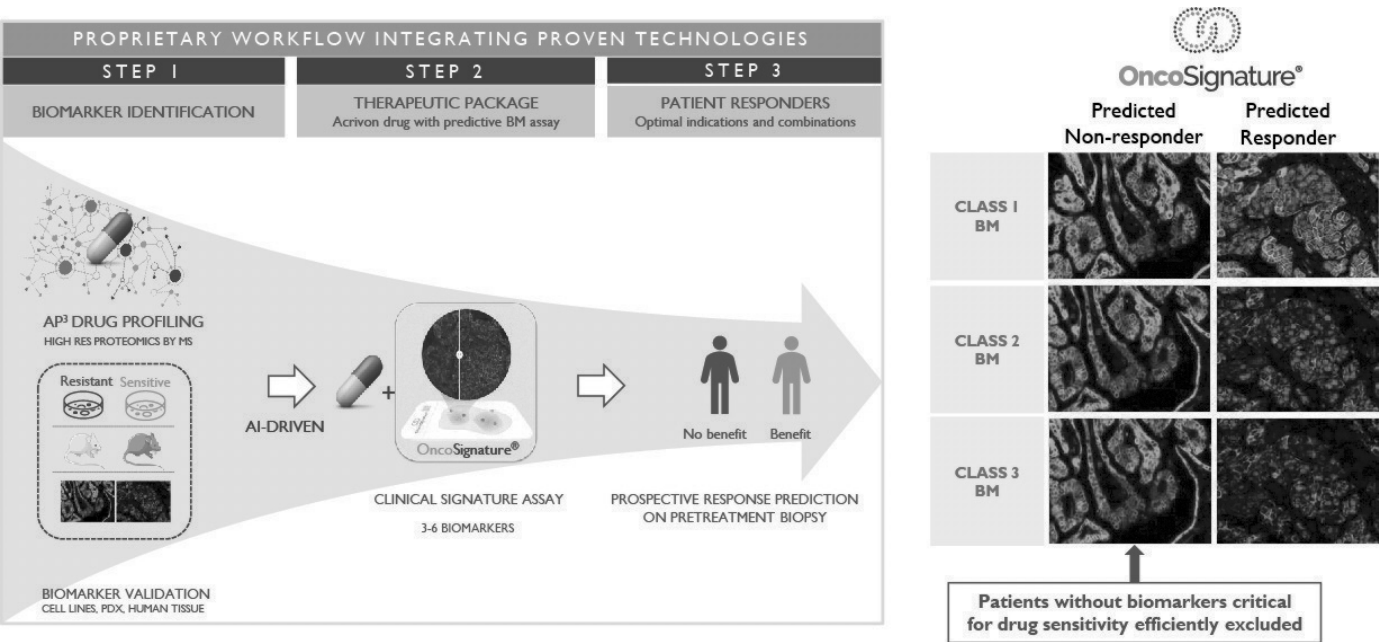 PROPRIETARY WORKFLOW INTEGRATING PROVEN TECHNOLOGIES
STEP 1
BIOMARKER IDENTIFICATION
AP³ DRUG PROFILING
HIGH RES PROTEOMICS BY MS
Resistant Sensitive
BIOMARKER VALIDATION
CELL LINES, PDX, HUMAN TISSUE
AI-DRIVEN
STEP 2
THERAPEUTIC PACKAGE
Acrivon drug with predictive BM assay
+
OncoSignature®
CLINICAL SIGNATURE ASSAY
3-6 BIOMARKERS
STEP 3
PATIENT RESPONDERS
Optimal indications and combinations
No benefit Benefit
PROSPECTIVE RESPONSE PREDICTION
ON PRETREATMENT BIOPSY
OncoSignature®
Predicted
Non-responder
Predicted
Responder
CLASS 1
BM
CLASS 2
BM
CLASS 3
BM
Patients without biomarkers critical
for drug sensitivity efficiently excluded